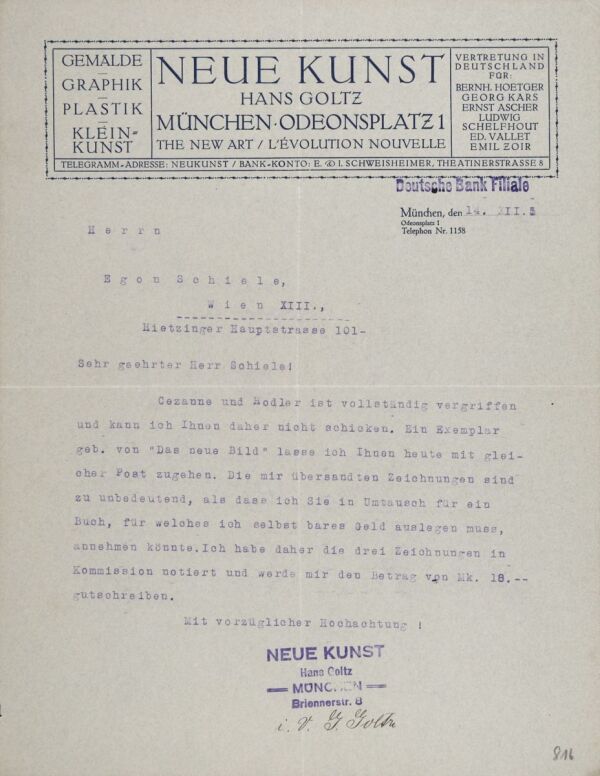 GEMÄLDE
GRAPHIK
PLASTIK
KLEIN=
KUNST
NEUE KUNST
HANS GOLTZ
MÜNCHEN·ODEONSPLATZ 1
THE NEW ART / L'ÉVOLUTION NOUVELLE
VERTRETUNG IN
DEUTSCHLAND
FÜR:
BERNH. HOETGER
GEORG KARS
ERNST ASCHER
LUDWIG
SCHELFHOUT
ED. VALLET
EMIL ZOIR
TELEGRAMM-ADRESSE: NEUKUNST / BANK-KONTO: E. & I. SCHWEISHEIMER, THEATINERSTRASSE 8
Deutsche Bank Filiale
München, den 14. XII.
Odeonsplatz 1
Telephon Nr. 1158
Herrn
Egon Schiele,
Wien XIII.,
Hietzinger Hauptstrasse 101-
Sehr geehrter Herr Schiele!
Cezanne und Hodler ist vollständig vergriffen
und kann ich Ihnen daher nicht schicken. Ein Exemplar
geb. von "Das neue Bild" lasse ich Ihnen heute mit glei-
cher Post zugehen. Die mir übersandten Zeichnungen sind
zu unbedeutend, als dass ich Sie in Umtausch für ein
Buch, für welches ich selbst bares Geld auslegen muss,
annehmen könnte. Ich habe daher die drei Zeichnungen in
Kommission notiert und werde mir den Betrag von Mk. 18.--
gutschreiben.
Mit vorzüglicher Hochachtung !
NEUE KUNST
Hans Goltz
MÜNCHEN
Briennerstr. 8
i. V. G. Goltz
816